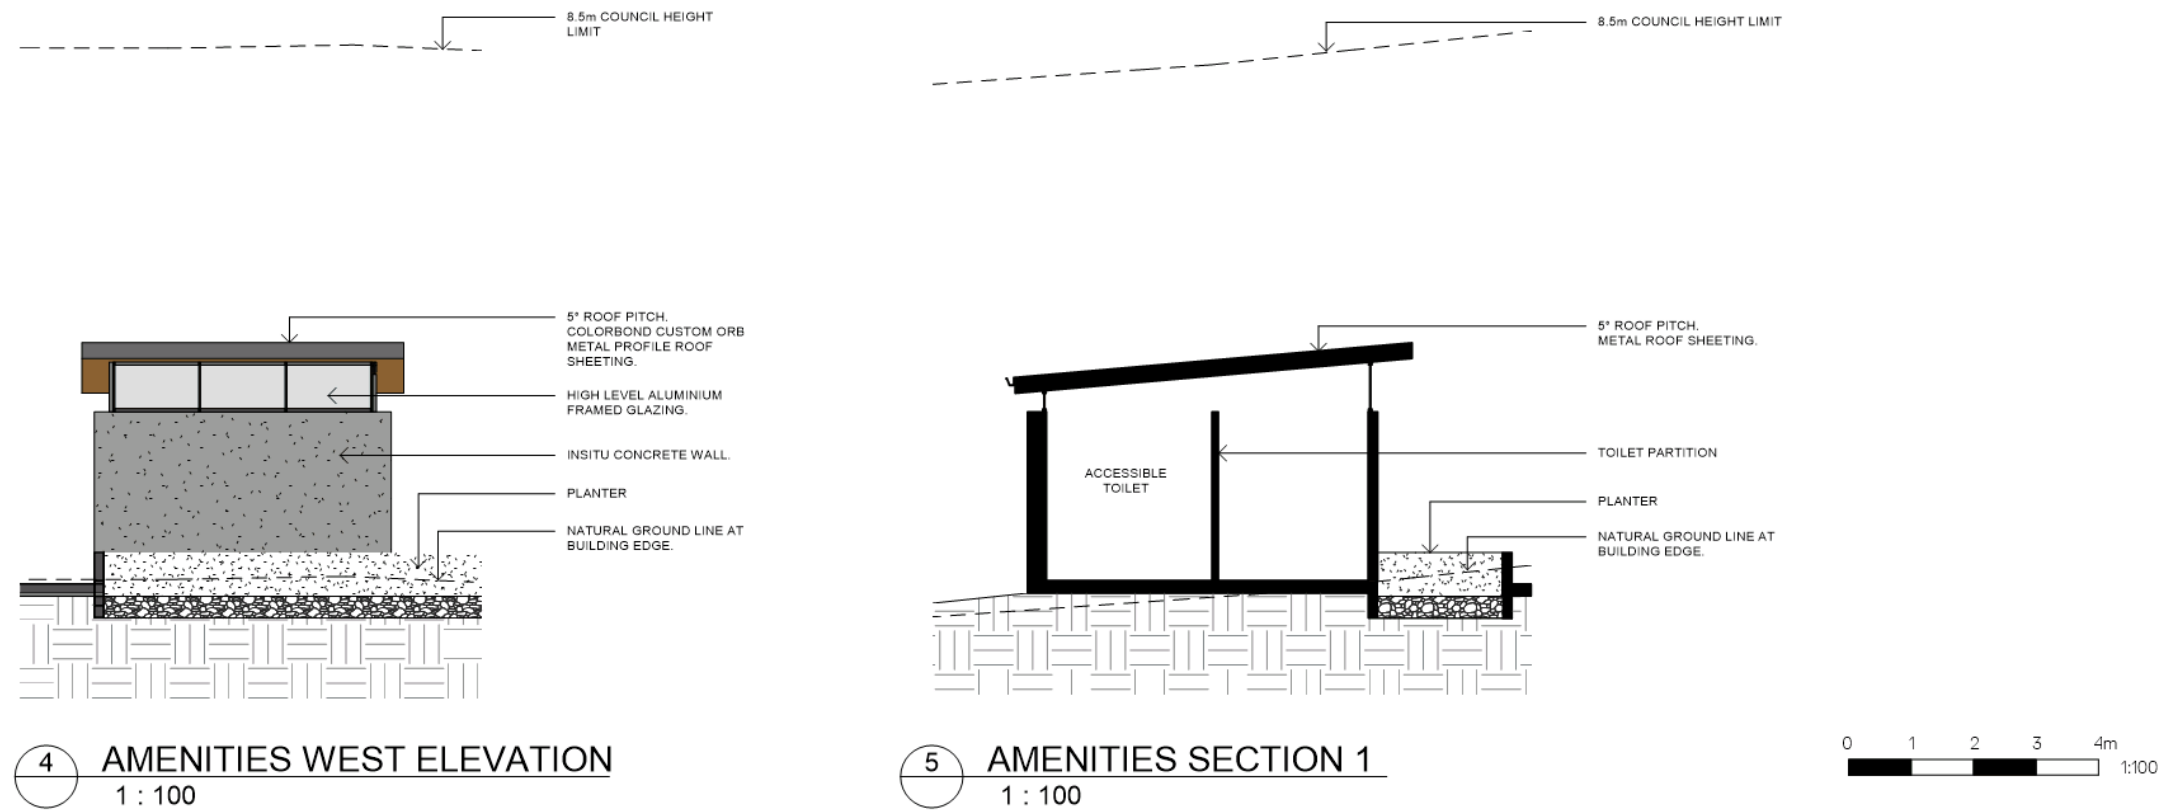 8.5m COUNCIL HEIGHT
LIMIT
5° ROOF PITCH.
COLORBOND CUSTOM ORB
METAL PROFILE ROOF
SHEETING.
HIGH LEVEL ALUMINIUM
FRAMED GLAZING.
INSITU CONCRETE WALL.
PLANTER
NATURAL GROUND LINE AT
BUILDING EDGE.
4 AMENITIES WEST ELEVATION
1 : 100
8.5m COUNCIL HEIGHT LIMIT
5° ROOF PITCH.
METAL ROOF SHEETING.
TOILET PARTITION
ACCESSIBLE
TOILET
PLANTER
NATURAL GROUND LINE AT
BUILDING EDGE.
5 AMENITIES SECTION 1
1 : 100
0 1 2 3 4m
1:100